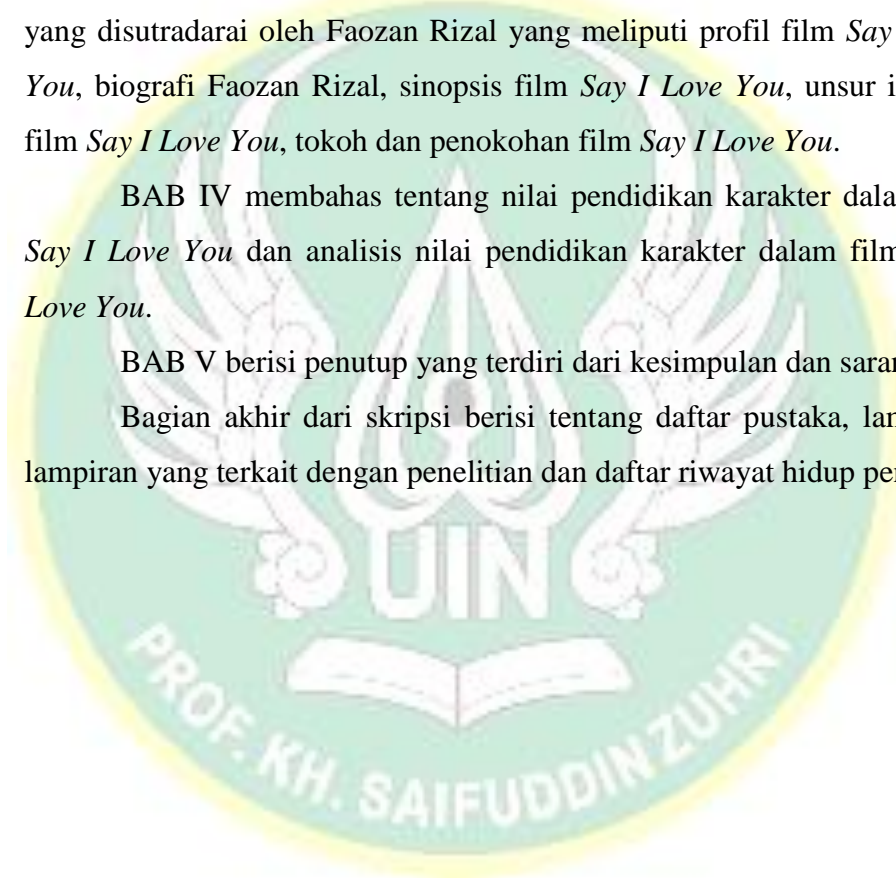 yang disutradarai oleh Faozan Rizal yang meliputi profil film Say
You, biografi Faozan Rizal, sinopsis film Say I Love You, unsur i
film Say I Love You, tokoh dan penokohan film Say I Love You.
BAB IV membahas tentang nilai pendidikan karakter dala
Say I Love You dan analisis nilai pendidikan karakter dalam film
Love You.
BAB V berisi penutup yang terdiri dari kesimpulan dan saran
Bagian akhir dari skripsi berisi tentang daftar pustaka, lam
lampiran yang terkait dengan penelitian dan daftar riwayat hidup pen
UIN
PROF. KH. SAIFUDDIN ZUHRI